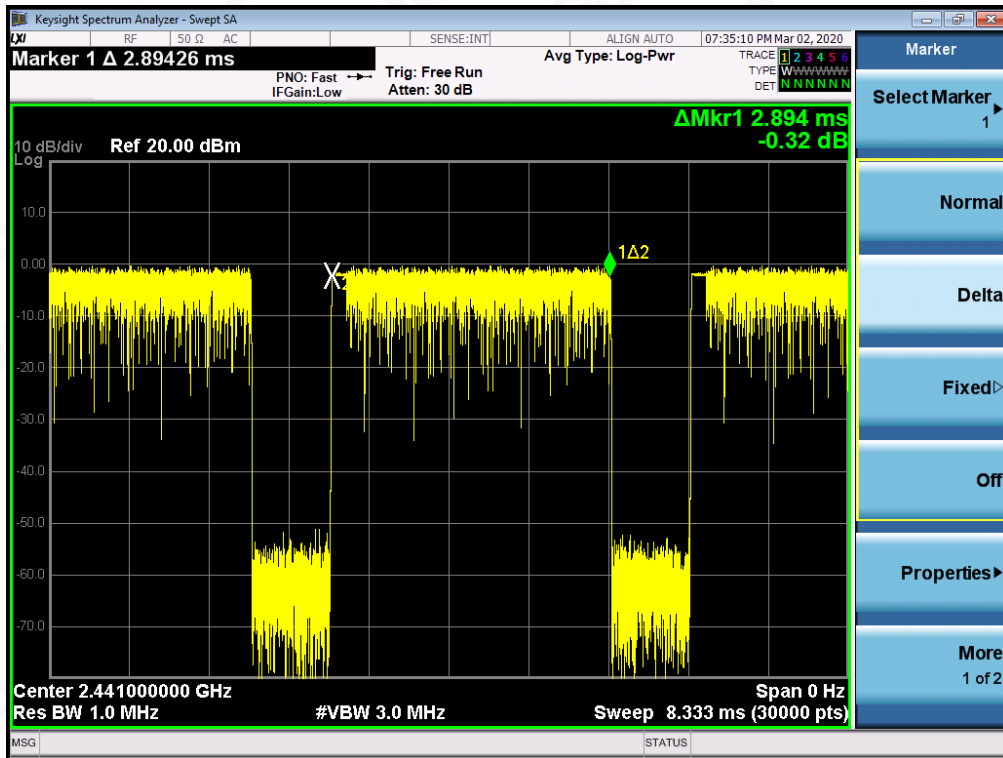 Keysight Spectrum Analyzer - Swept SA
LXI RF 50 Ω AC SENSE:INT ALIGN AUTO 07:35:10 PM Mar 02, 2020
Marker 1 Δ 2.89426 ms
PNO: Fast
IFGain:Low
Trig: Free Run
Atten: 30 dB
Avg Type: Log-Pwr
TRACE 1 2 3 4 5 6
TYPE WWWWWW
DET N N N N N N
ΔMkr1 2.894 ms
-0.32 dB
10 dB/div Ref 20.00 dBm
Log
10.0
0.00
-10.0
-20.0
-30.0
-40.0
-50.0
-60.0
-70.0
1Δ2
2
Center 2.441000000 GHz Span 0 Hz
Res BW 1.0 MHz #VBW 3.0 MHz Sweep 8.333 ms (30000 pts)
MSG STATUS
Marker
Select Marker
1
Normal
Delta
Fixed
Off
Properties
More
1 of 2